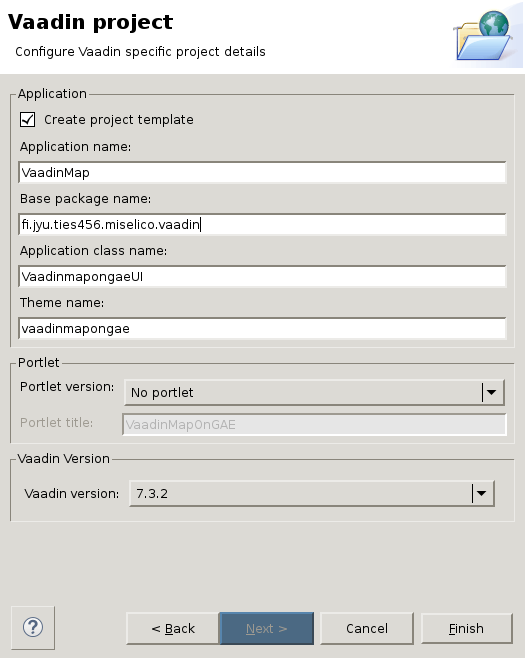 Vaadin project
Configure Vaadin specific project details
Application
Create project template
Application name:
VaadinMap
Base package name:
fi.jyu.ties456.miselico.vaadin
Application class name:
VaadinmapongaeUI
Theme name:
vaadinmapongae
Portlet
Portlet version: No portlet
Portlet title: VaadinMapOnGAE
Vaadin Version
Vaadin version: 7.3.2
? < Back Next > Cancel Finish